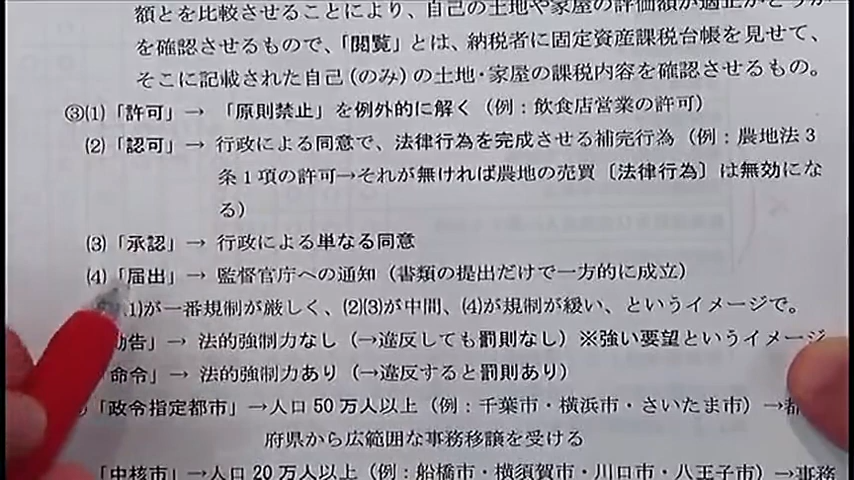 額とを比較させることにより、自己の土地や家屋の評価額が適正かどうか
を確認させるもので、「閲覧」とは、納税者に固定資産課税台帳を見せて、
そこに記載された自己(のみ)の土地・家屋の課税内容を確認させるもの。
③⑴「許可」→ 「原則禁止」を例外的に解く(例:飲食店営業の許可)
⑵「認可」→ 行政による同意で、法律行為を完成させる補完行為(例:農地法3
条1項の許可→それが無ければ農地の売買〔法律行為〕は無効にな
る)
⑶「承認」→ 行政による単なる同意
⑷「届出」→ 監督官庁への通知(書類の提出だけで一方的に成立)
1)が一番規制が厳しく、⑵⑶が中間、⑷が規制が緩い、というイメージで。
勧告」→ 法的強制力なし(→違反しても罰則なし)※強い要望というイメージ
命令」→ 法的強制力あり(→違反すると罰則あり)
「政令指定都市」→人口50万人以上(例:千葉市・横浜市・さいたま市)→都
府県から広範囲な事務移譲を受ける
「中核市」→人口20万人以上(例:船橋市・横須賀市・川口市・八王子市)→事務